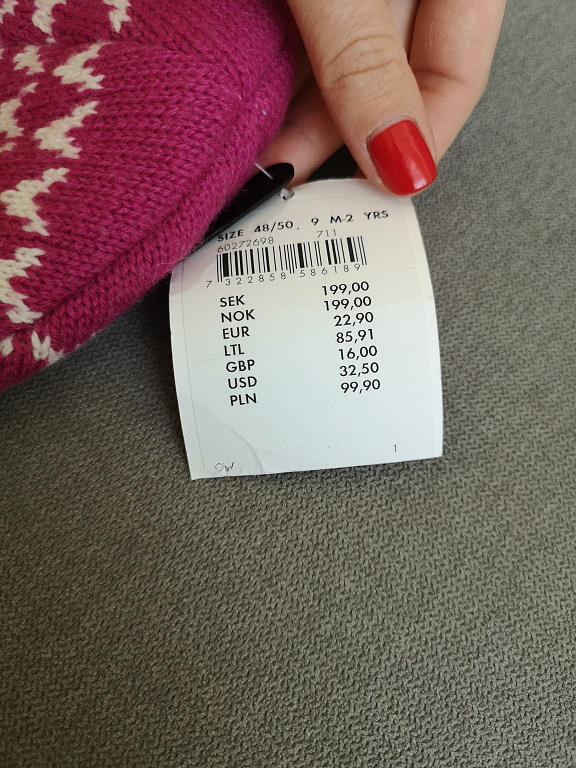 SIZE 48/50, 9 M-2 YRS
60272698 711
7 322858 586189
SEK 199,00
NOK 199,00
EUR 22,90
LTL 85,91
GBP 16,00
USD 32,50
PLN 99,90
1